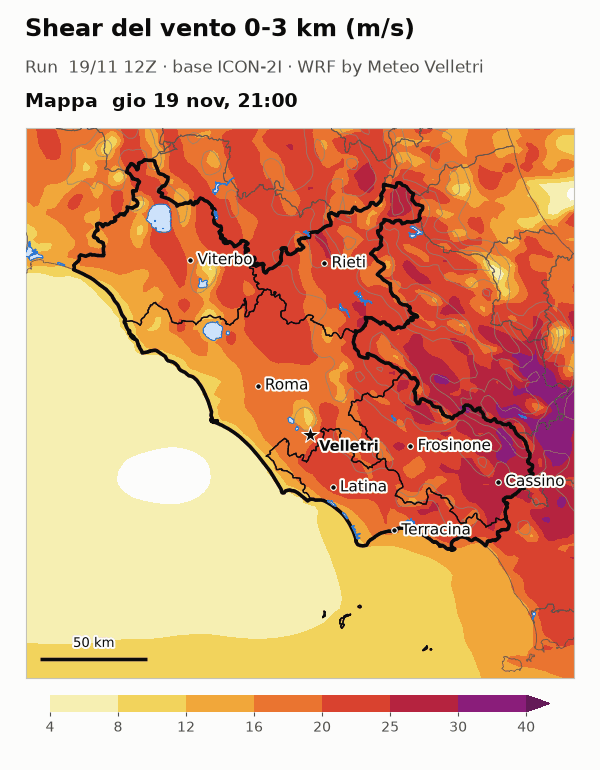 Shear del vento 0-3 km (m/s)
Run  19/11 12Z · base ICON-2I · WRF by Meteo Velletri
Mappa  gio 19 nov, 21:00
Viterbo
Rieti
Roma
Velletri
Frosinone
Cassino
Latina
Terracina
50 km
4 8 12 16 20 25 30 40